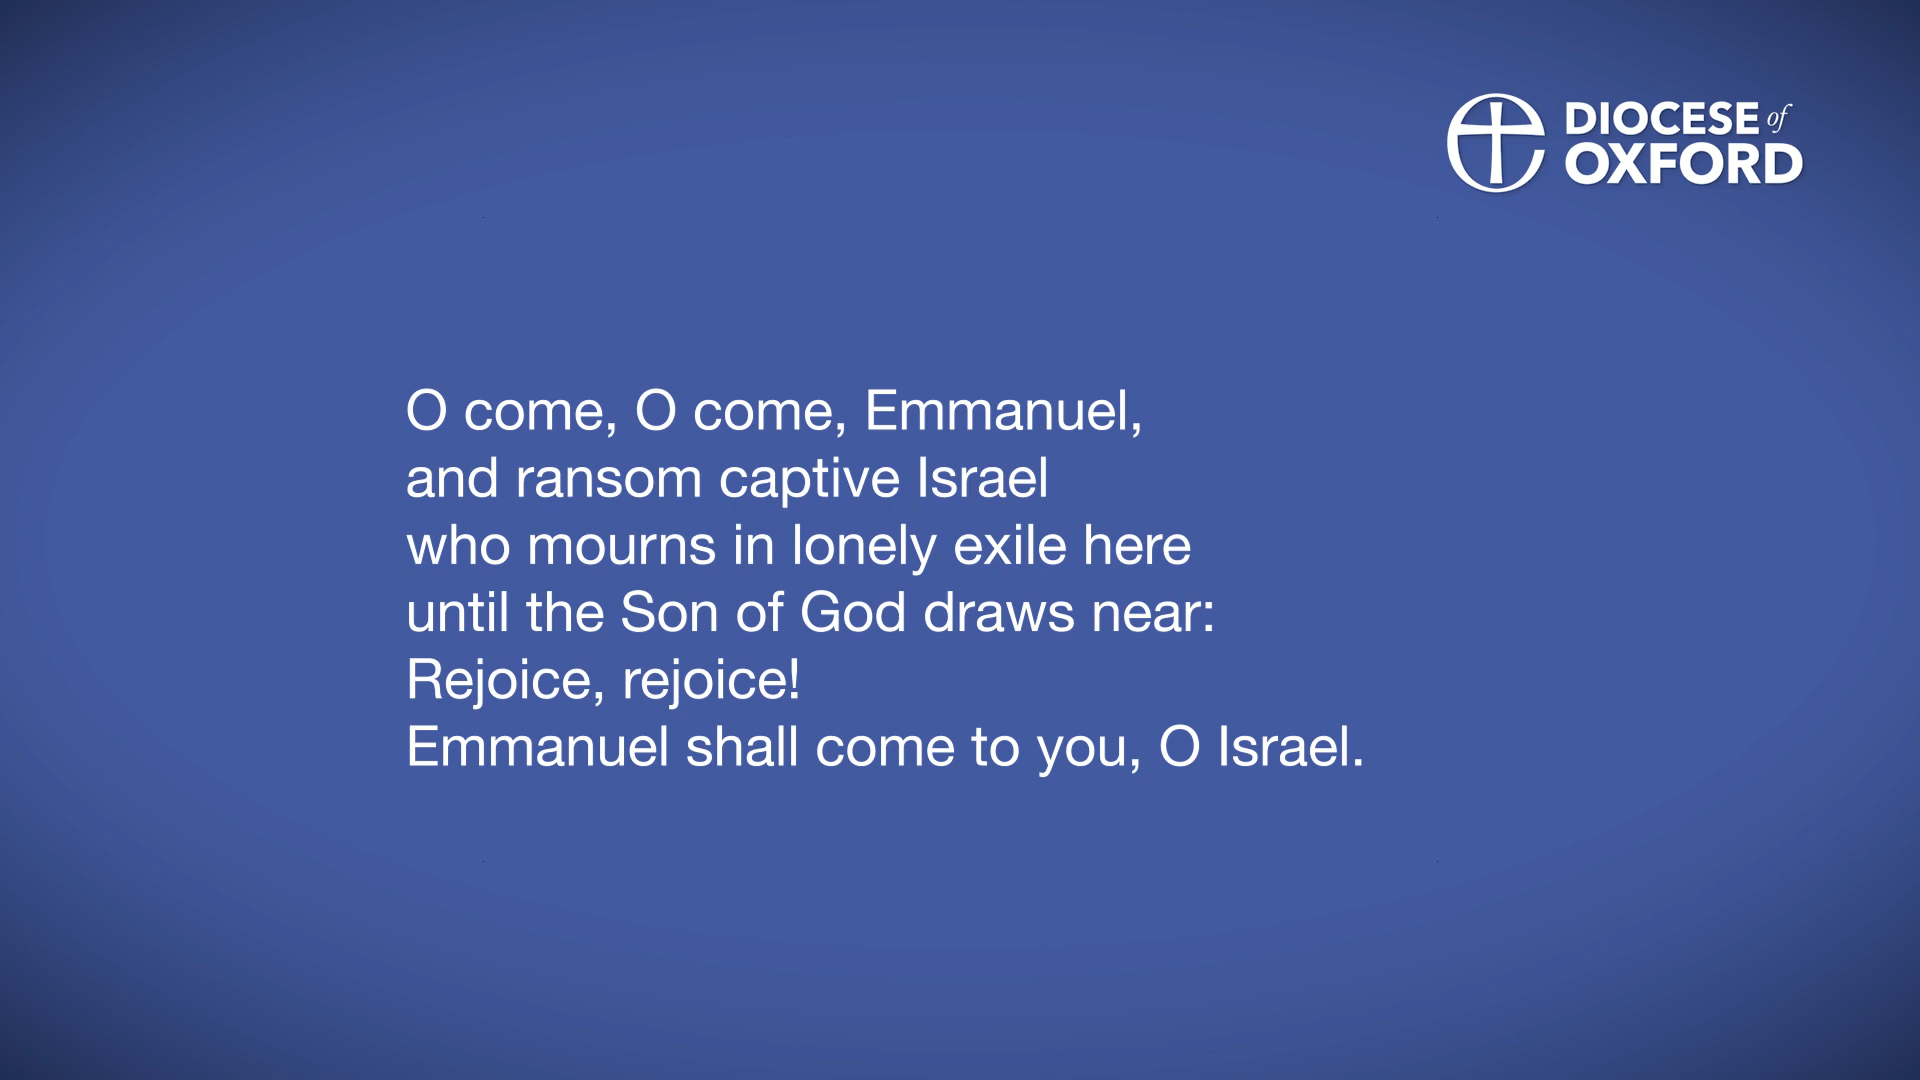 DIOCESE of
OXFORD
O come, O come, Emmanuel,
and ransom captive Israel
who mourns in lonely exile here
until the Son of God draws near:
Rejoice, rejoice!
Emmanuel shall come to you, O Israel.